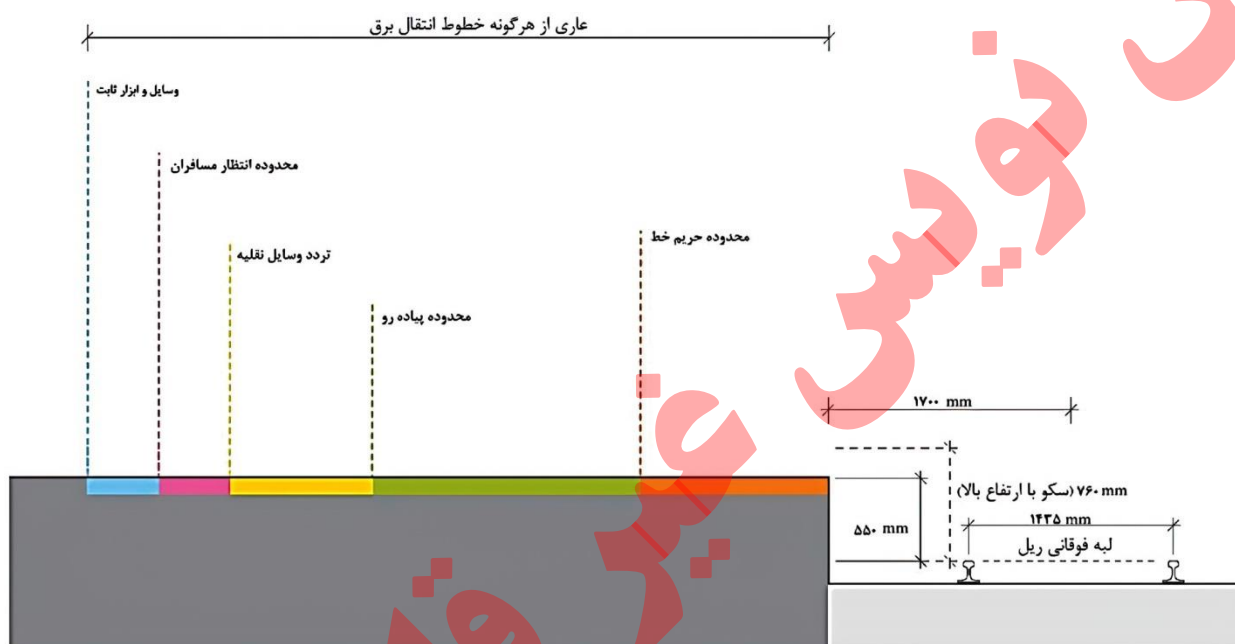 عاری از هرگونه خطوط انتقال برق
وسایل و ابزار ثابت
محدوده انتظار مسافران
محدوده حریم خط
تردد وسایل نقلیه
محدوده پیاده رو
۱۷۰۰ mm
۷۶۰ mm (سکو با ارتفاع بالا)
۱۴۳۵ mm
۵۵۰ mm
لبه فوقانی ریل